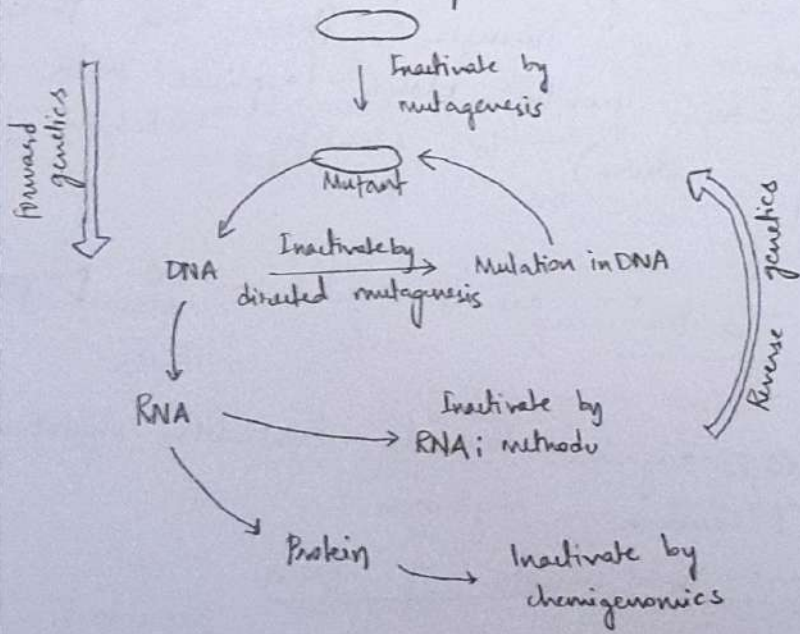 Inactivate by
mutagenesis
Forward
genetics
Mutant
DNA
Inactivate by
directed mutagenesis
Mutation in DNA
Reverse genetics
RNA
Inactivate by
RNAi methods
Protein
Inactivate by
chemigenomics